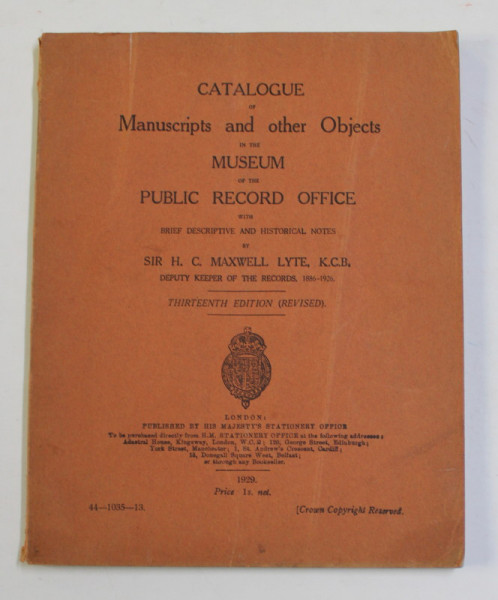 CATALOGUE
OF
Manuscripts and other Objects
IN THE
MUSEUM
OF THE
PUBLIC RECORD OFFICE
WITH
BRIEF DESCRIPTIVE AND HISTORICAL NOTES
BY
SIR H. C. MAXWELL LYTE, K.C.B.
DEPUTY KEEPER OF THE RECORDS, 1886-1926.
THIRTEENTH EDITION (REVISED).
LONDON:
PUBLISHED BY HIS MAJESTY'S STATIONERY OFFICE
To be purchased directly from H.M. STATIONERY OFFICE at the following addresses:
Adastral House, Kingsway, London, W.C.2; 120, George Street, Edinburgh;
York Street, Manchester; 1, St. Andrew's Crescent, Cardiff;
15, Donegall Square West, Belfast;
or through any Bookseller.
1929.
Price 1s. net.
44—1035—13.
[Crown Copyright Reserved.